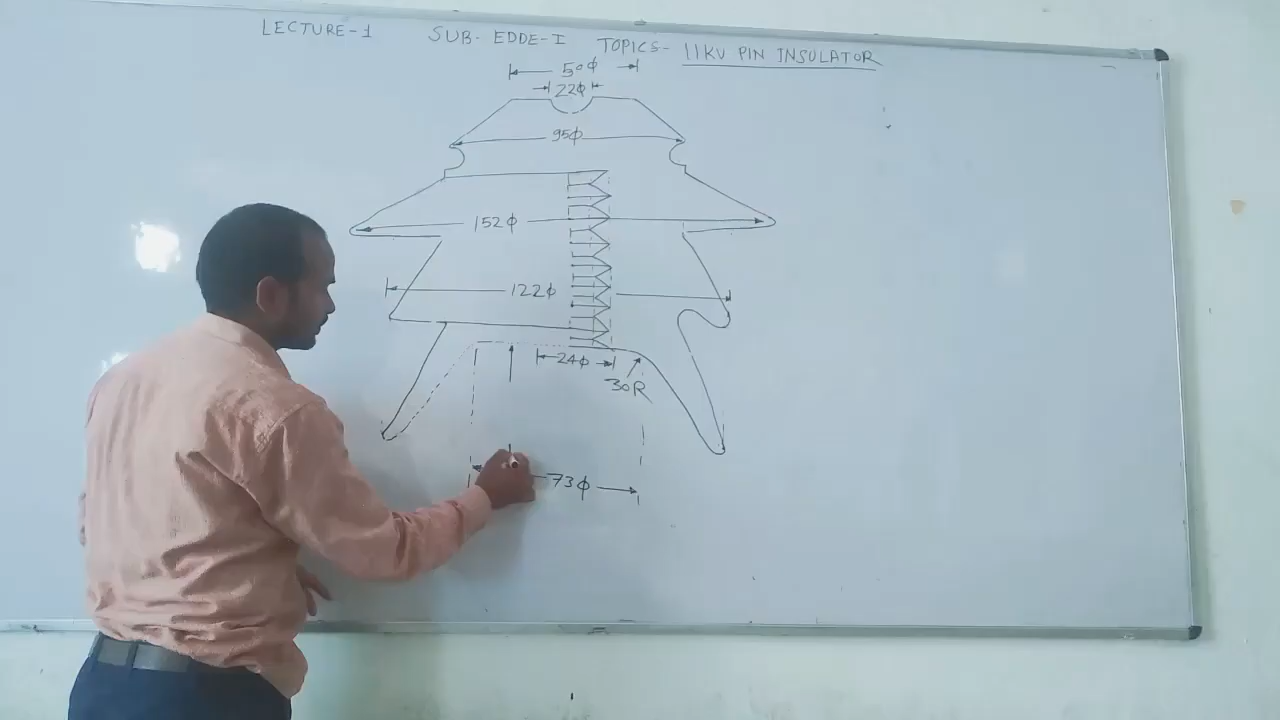 LECTURE-1 SUB- EDDE-I TOPICS- 11KV PIN INSULATOR
50φ
22φ
95φ
152φ
122φ
24φ
30R
73φ